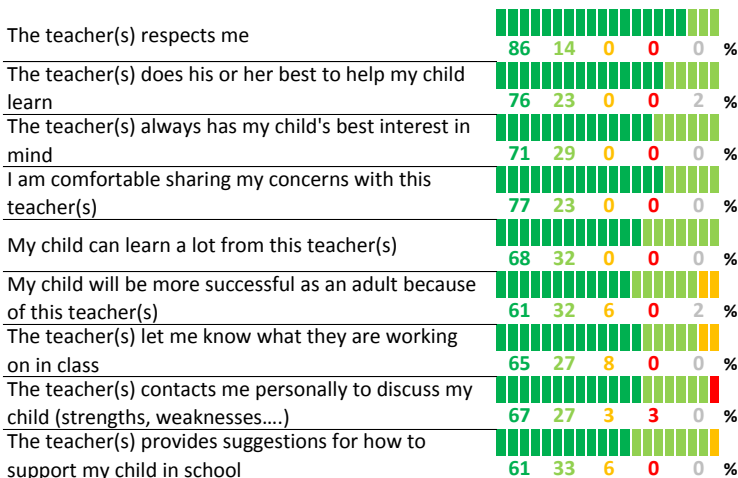 The teacher(s) respects me
86 14 0 0 0 %
The teacher(s) does his or her best to help my child
learn
76 23 0 0 2 %
The teacher(s) always has my child's best interest in
mind
71 29 0 0 0 %
I am comfortable sharing my concerns with this
teacher(s)
77 23 0 0 0 %
My child can learn a lot from this teacher(s)
68 32 0 0 0 %
My child will be more successful as an adult because
of this teacher(s)
61 32 6 0 2 %
The teacher(s) let me know what they are working
on in class
65 27 8 0 0 %
The teacher(s) contacts me personally to discuss my
child (strengths, weaknesses....)
67 27 3 3 0 %
The teacher(s) provides suggestions for how to
support my child in school
61 33 6 0 0 %